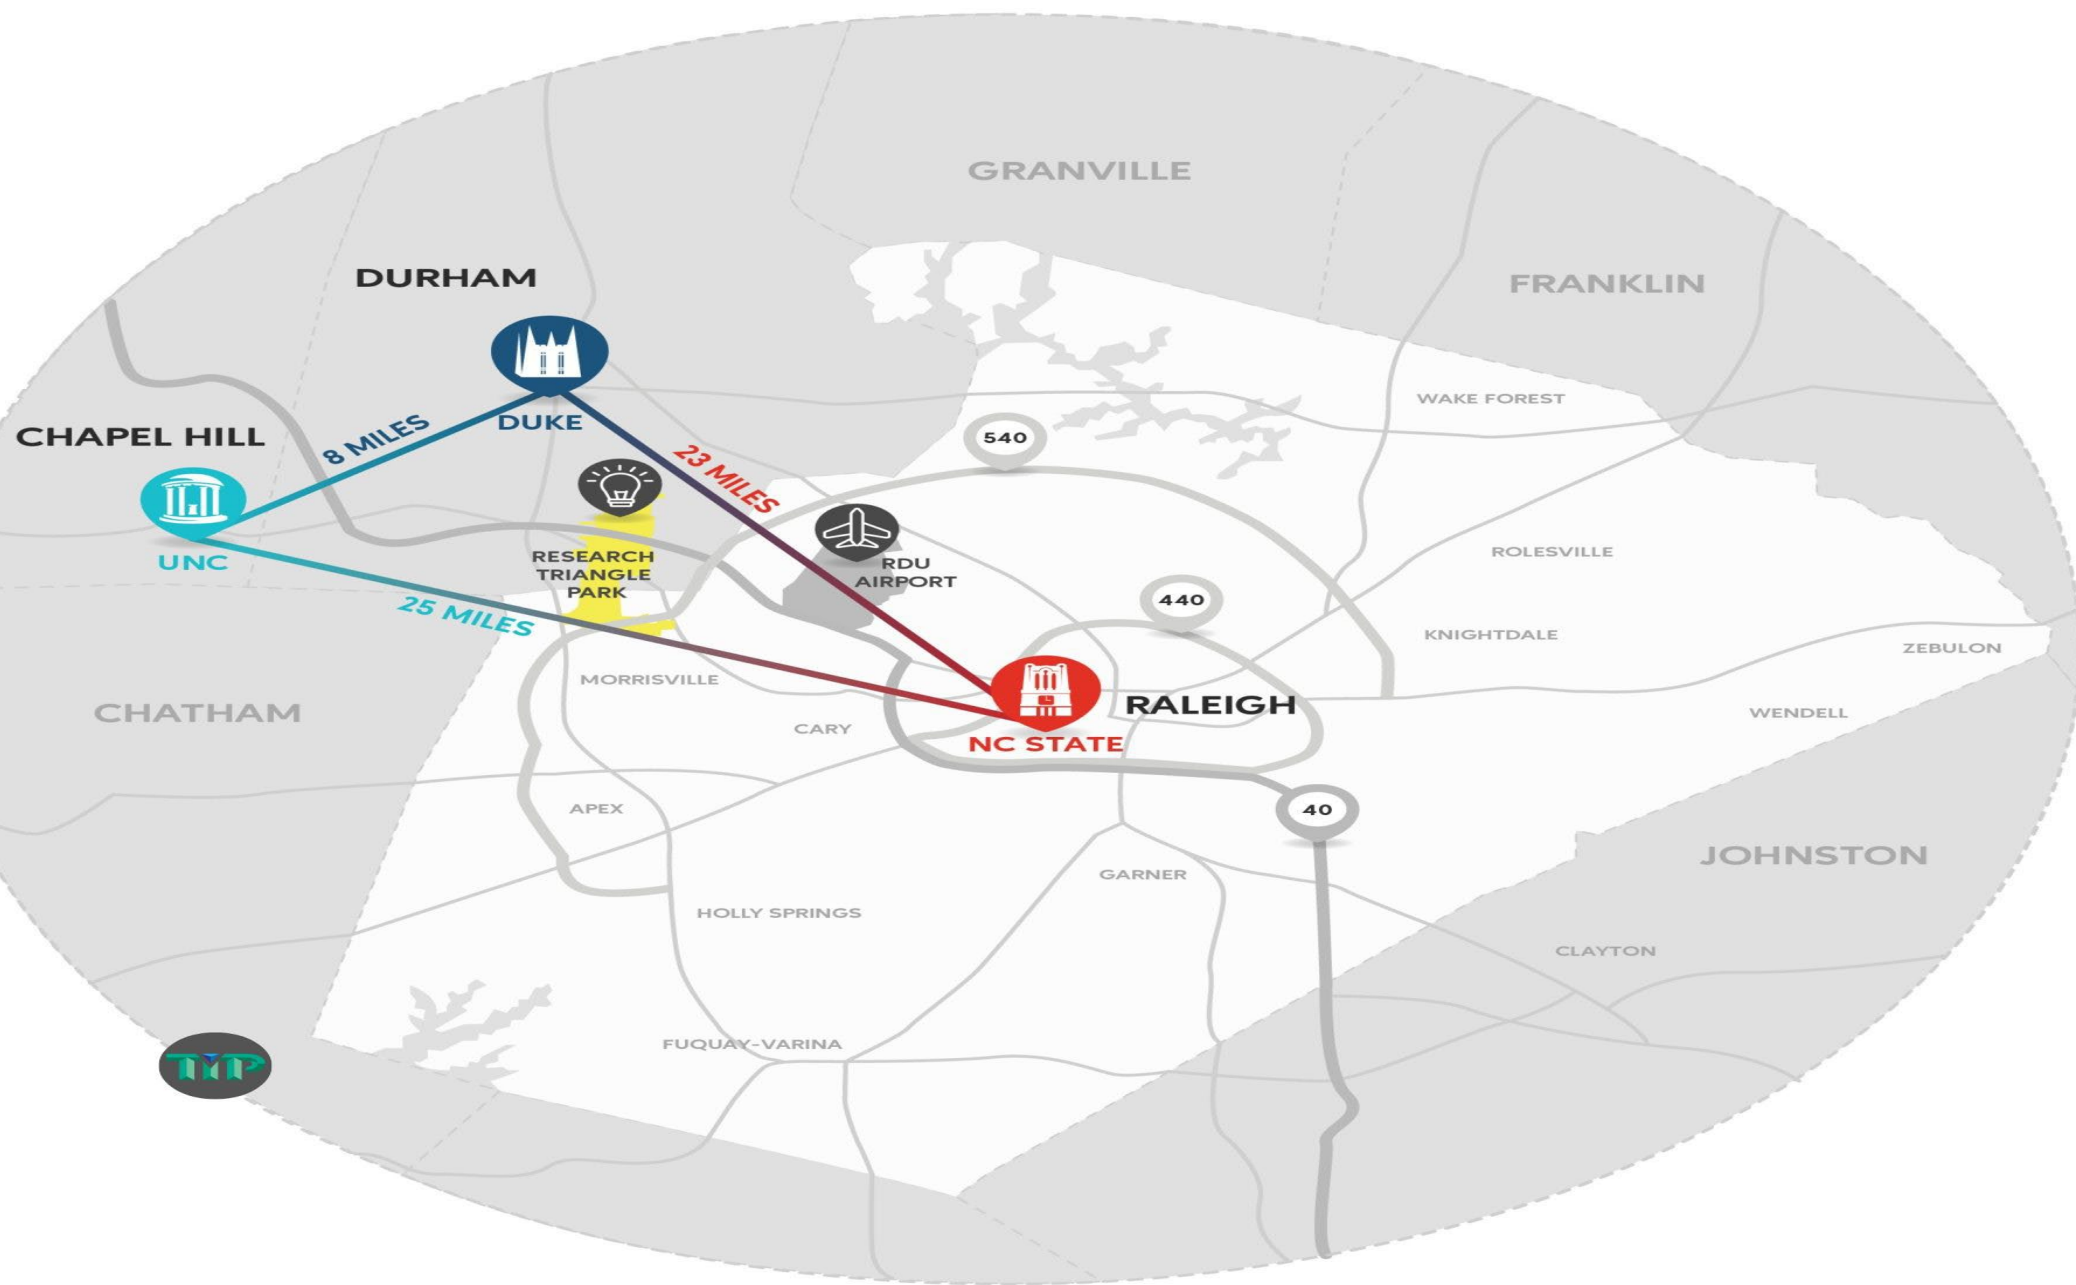 GRANVILLE
DURHAM
FRANKLIN
WAKE FOREST
CHAPEL HILL
8 MILES
DUKE
23 MILES
540
UNC
RESEARCH
TRIANGLE
PARK
RDU
AIRPORT
ROLESVILLE
440
25 MILES
KNIGHTDALE
ZEBULON
MORRISVILLE
CHATHAM
CARY
RALEIGH
WENDELL
NC STATE
APEX
40
JOHNSTON
GARNER
HOLLY SPRINGS
CLAYTON
FUQUAY-VARINA
TIP